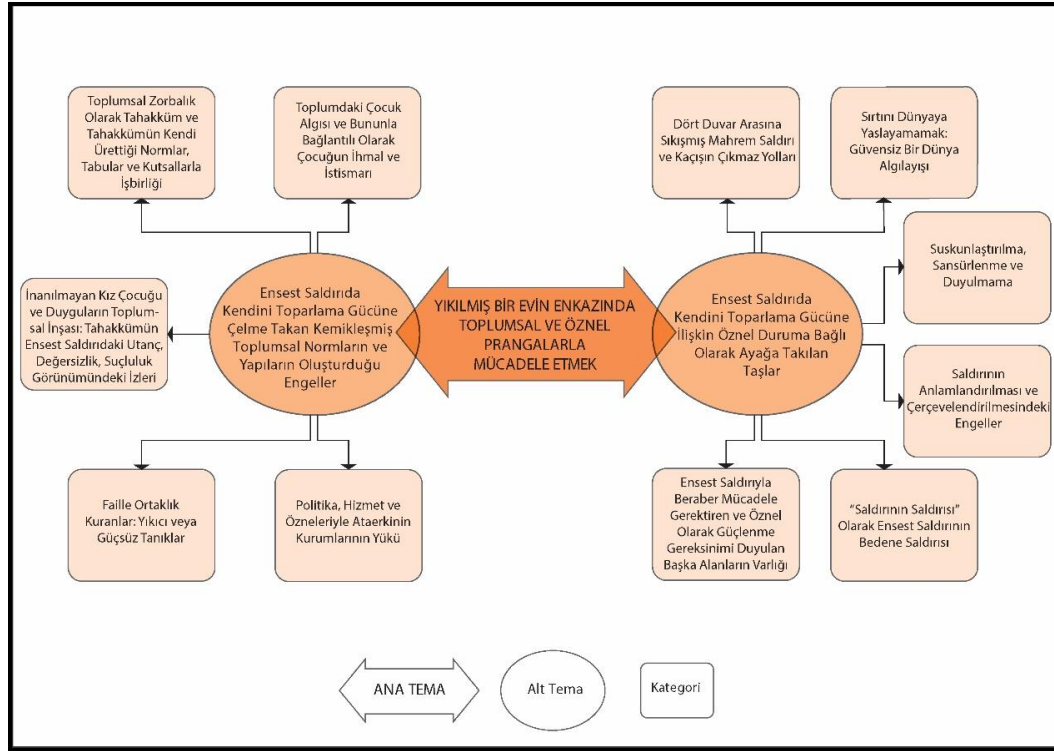 Toplumsal Zorbalık
Olarak Tahakküm ve
Tahakkümün Kendi
Ürettiği Normlar,
Tabular ve Kutsallarla
İşbirliği
Toplumdaki Çocuk
Algısı ve Bununla
Bağlantılı Olarak
Çocuğun İhmal ve
İstismarı
Dört Duvar Arasına
Sıkışmış Mahrem Saldırı
ve Kaçışın Çıkmaz Yolları
Sırtını Dünyaya
Yaslayamamak:
Güvensiz Bir Dünya
Algılayışı
İnanılmayan Kız Çocuğu
ve Duyguların Toplum-
sal İnşası: Tahakkümün
Ensest Saldırıdaki Utanç,
Değersizlik, Suçluluk
Görünümündeki İzleri
Ensest Saldırıda
Kendini Toparlama Gücüne
Çelme Takan Kemikleşmiş
Toplumsal Normların ve
Yapıların Oluşturduğu
Engeller
YIKILMIŞ BİR EVİN ENKAZINDA
TOPLUMSAL VE ÖZNEL
PRANGALARLA
MÜCADELE ETMEK
Ensest Saldırıda
Kendini Toparlama Gücüne
İlişkin Öznel Duruma Bağlı
Olarak Ayağa Takılan
Taşlar
Suskunlaştırılma,
Sansürlenme ve
Duyulmama
Saldırının
Anlamlandırılması ve
Çerçevelendirilmesindeki
Engeller
Faille Ortaklık
Kuranlar: Yıkıcı veya
Güçsüz Tanıklar
Politika, Hizmet ve
Özneleriyle Ataerkinin
Kurumlarının Yükü
Ensest Saldırıyla
Beraber Mücadele
Gerektiren ve Öznel
Olarak Güçlenme
Gereksinimi Duyulan
Başka Alanların Varlığı
“Saldırının Saldırısı”
Olarak Ensest Saldırının
Bedene Saldırısı
ANA TEMA
Alt Tema
Kategori